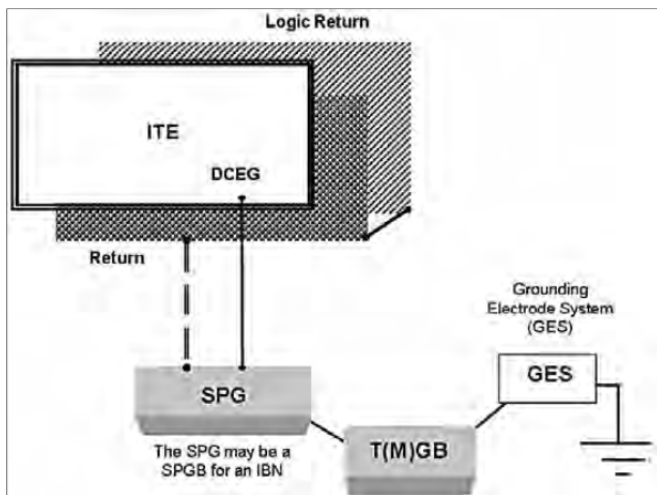 Logic Return
ITE
DCEG
Return
Grounding
Electrode System
(GES)
GES
SPG
The SPG may be a
SPGB for an IBN
T(M)GB